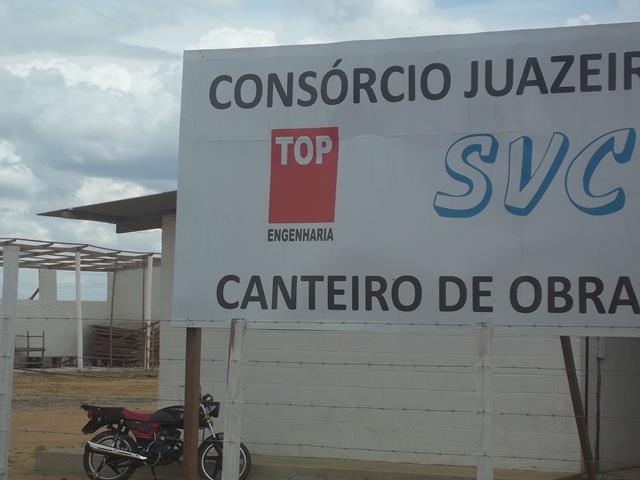 CONSÓRCIO JUAZEIR
TOP
SVC
ENGENHARIA
CANTEIRO DE OBRA